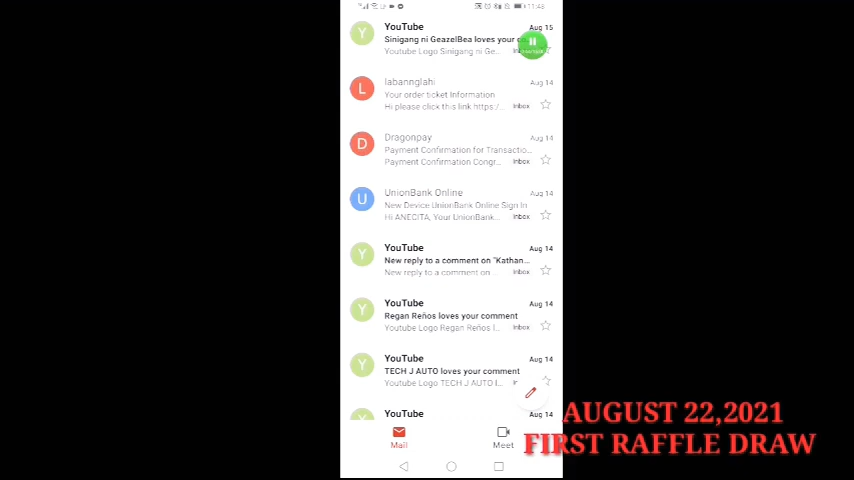 11:46
YouTube
Aug 15
Y
Sinigang ni GeazelBea loves your c
Youtube Logo Sinigang ni Ge...
labannglahi
Aug 14
L
Your order ticket Information
Hi please click this link https:/...
Inbox
Dragonpay
Aug 14
D
Payment Confirmation for Transactio...
Payment Confirmation Congr...
Inbox
UnionBank Online
Aug 14
U
New Device UnionBank Online Sign In
Hi ANECITA, Your UnionBank...
Inbox
YouTube
Aug 14
Y
New reply to a comment on "Kathan...
New reply to a comment on ...
Inbox
YouTube
Aug 14
Y
Regan Reños loves your comment
Youtube Logo Regan Reños l...
Inbox
YouTube
Aug 14
Y
TECH J AUTO loves your comment
Youtube Logo TECH J AUTO l...
YouTube
Aug 14
Mail
Meet
AUGUST 22,2021
FIRST RAFFLE DRAW